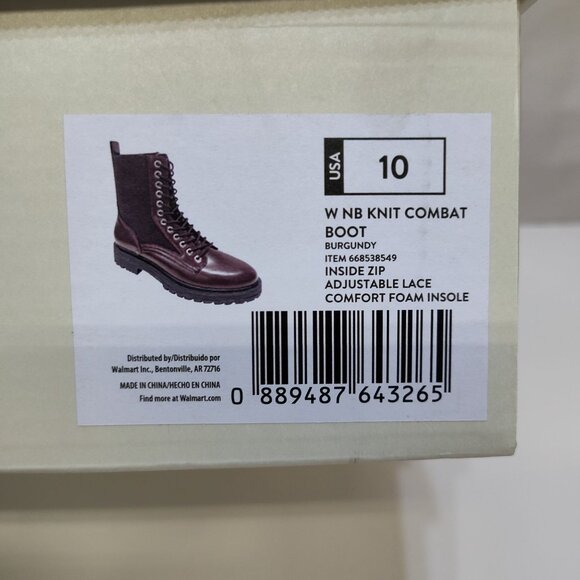 USA
10
W NB KNIT COMBAT
BOOT
BURGUNDY
ITEM 668538549
INSIDE ZIP
ADJUSTABLE LACE
COMFORT FOAM INSOLE
Distributed by/Distribuido por
Walmart Inc., Bentonville, AR 72716
MADE IN CHINA/HECHO EN CHINA
Find more at Walmart.com
0 889487 643265